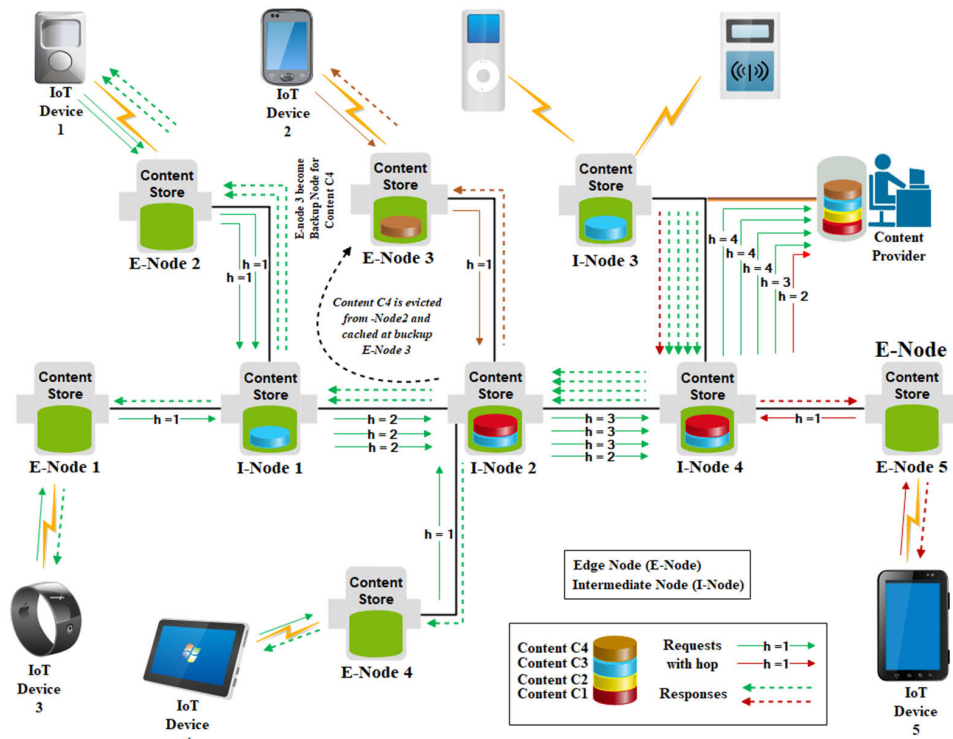 IoT
Device
1
IoT
Device
2
Content
Store
E-Node 2
E-node 3 become
Backup Node for
Content C4
Content
Store
E-Node 3
Content
Store
I-Node 3
Content
Provider
h=1
h=1
h=1
h=4
h=4
h=4
h=3
h=2
Content C4 is evicted
from -Node2 and
cached at buckup
E-Node 3
E-Node
Content
Store
E-Node 1
h=1
Content
Store
I-Node 1
h = 2
h = 2
h = 2
Content
Store
I-Node 2
h = 3
h = 3
h = 3
h = 2
Content
Store
I-Node 4
h=1
Content
Store
E-Node 5
h = 1
Content
Store
E-Node 4
IoT
Device
3
IoT
Device
Edge Node (E-Node)
Intermediate Node (I-Node)
Content C4
Content C3
Content C2
Content C1
Requests
with hop
h=1
h=1
Responses
IoT
Device
5